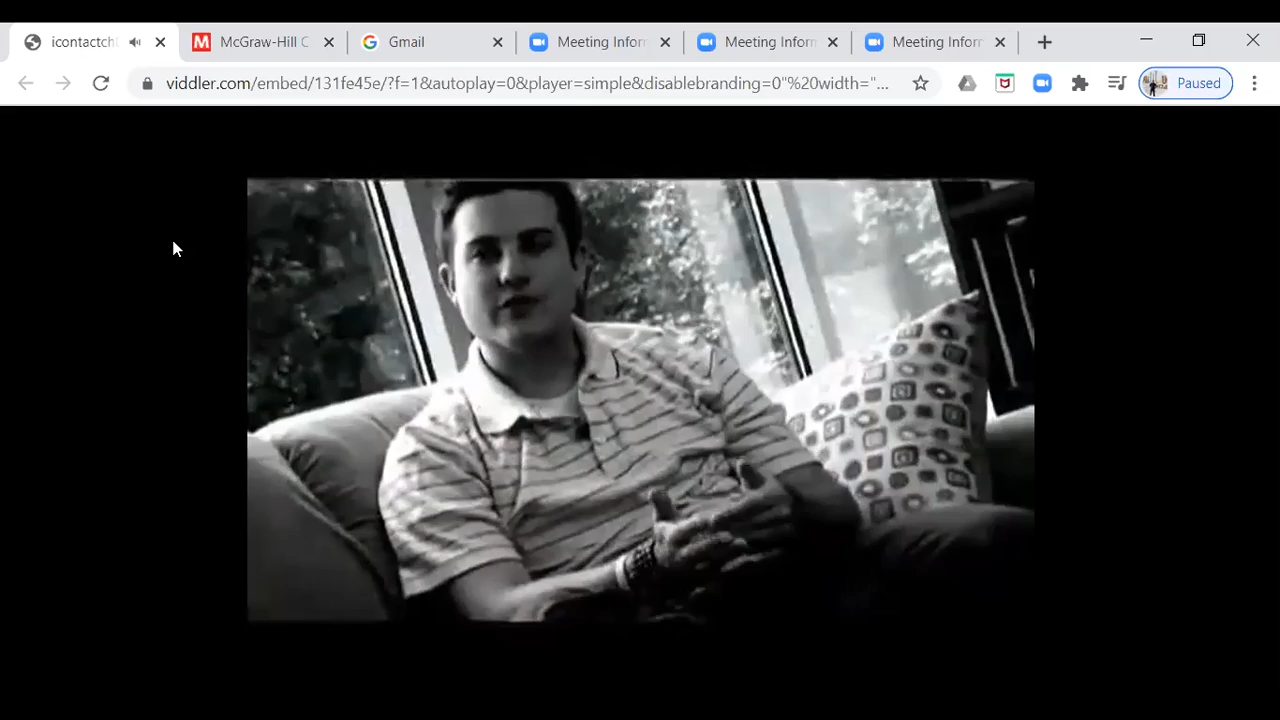 icontactch
McGraw-Hill C
Gmail
Meeting Infor
Meeting Infor
Meeting Infor
viddler.com/embed/131fe45e/?f=1&autoplay=0&player=simple&disablebranding=0"%20width="...
Paused